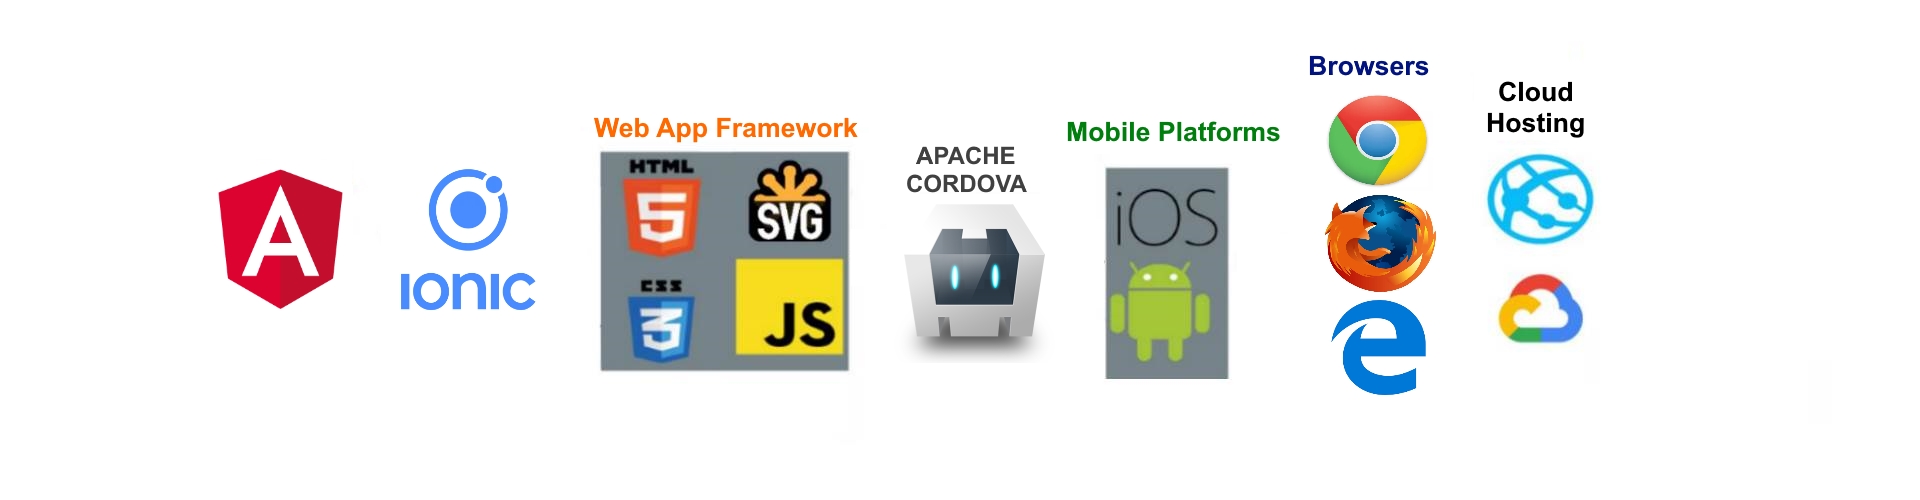 A
IONIC
Web App Framework
HTML
5
SVG
CSS
3
JS
APACHE
CORDOVA
Mobile Platforms
iOS
Browsers
Cloud
Hosting